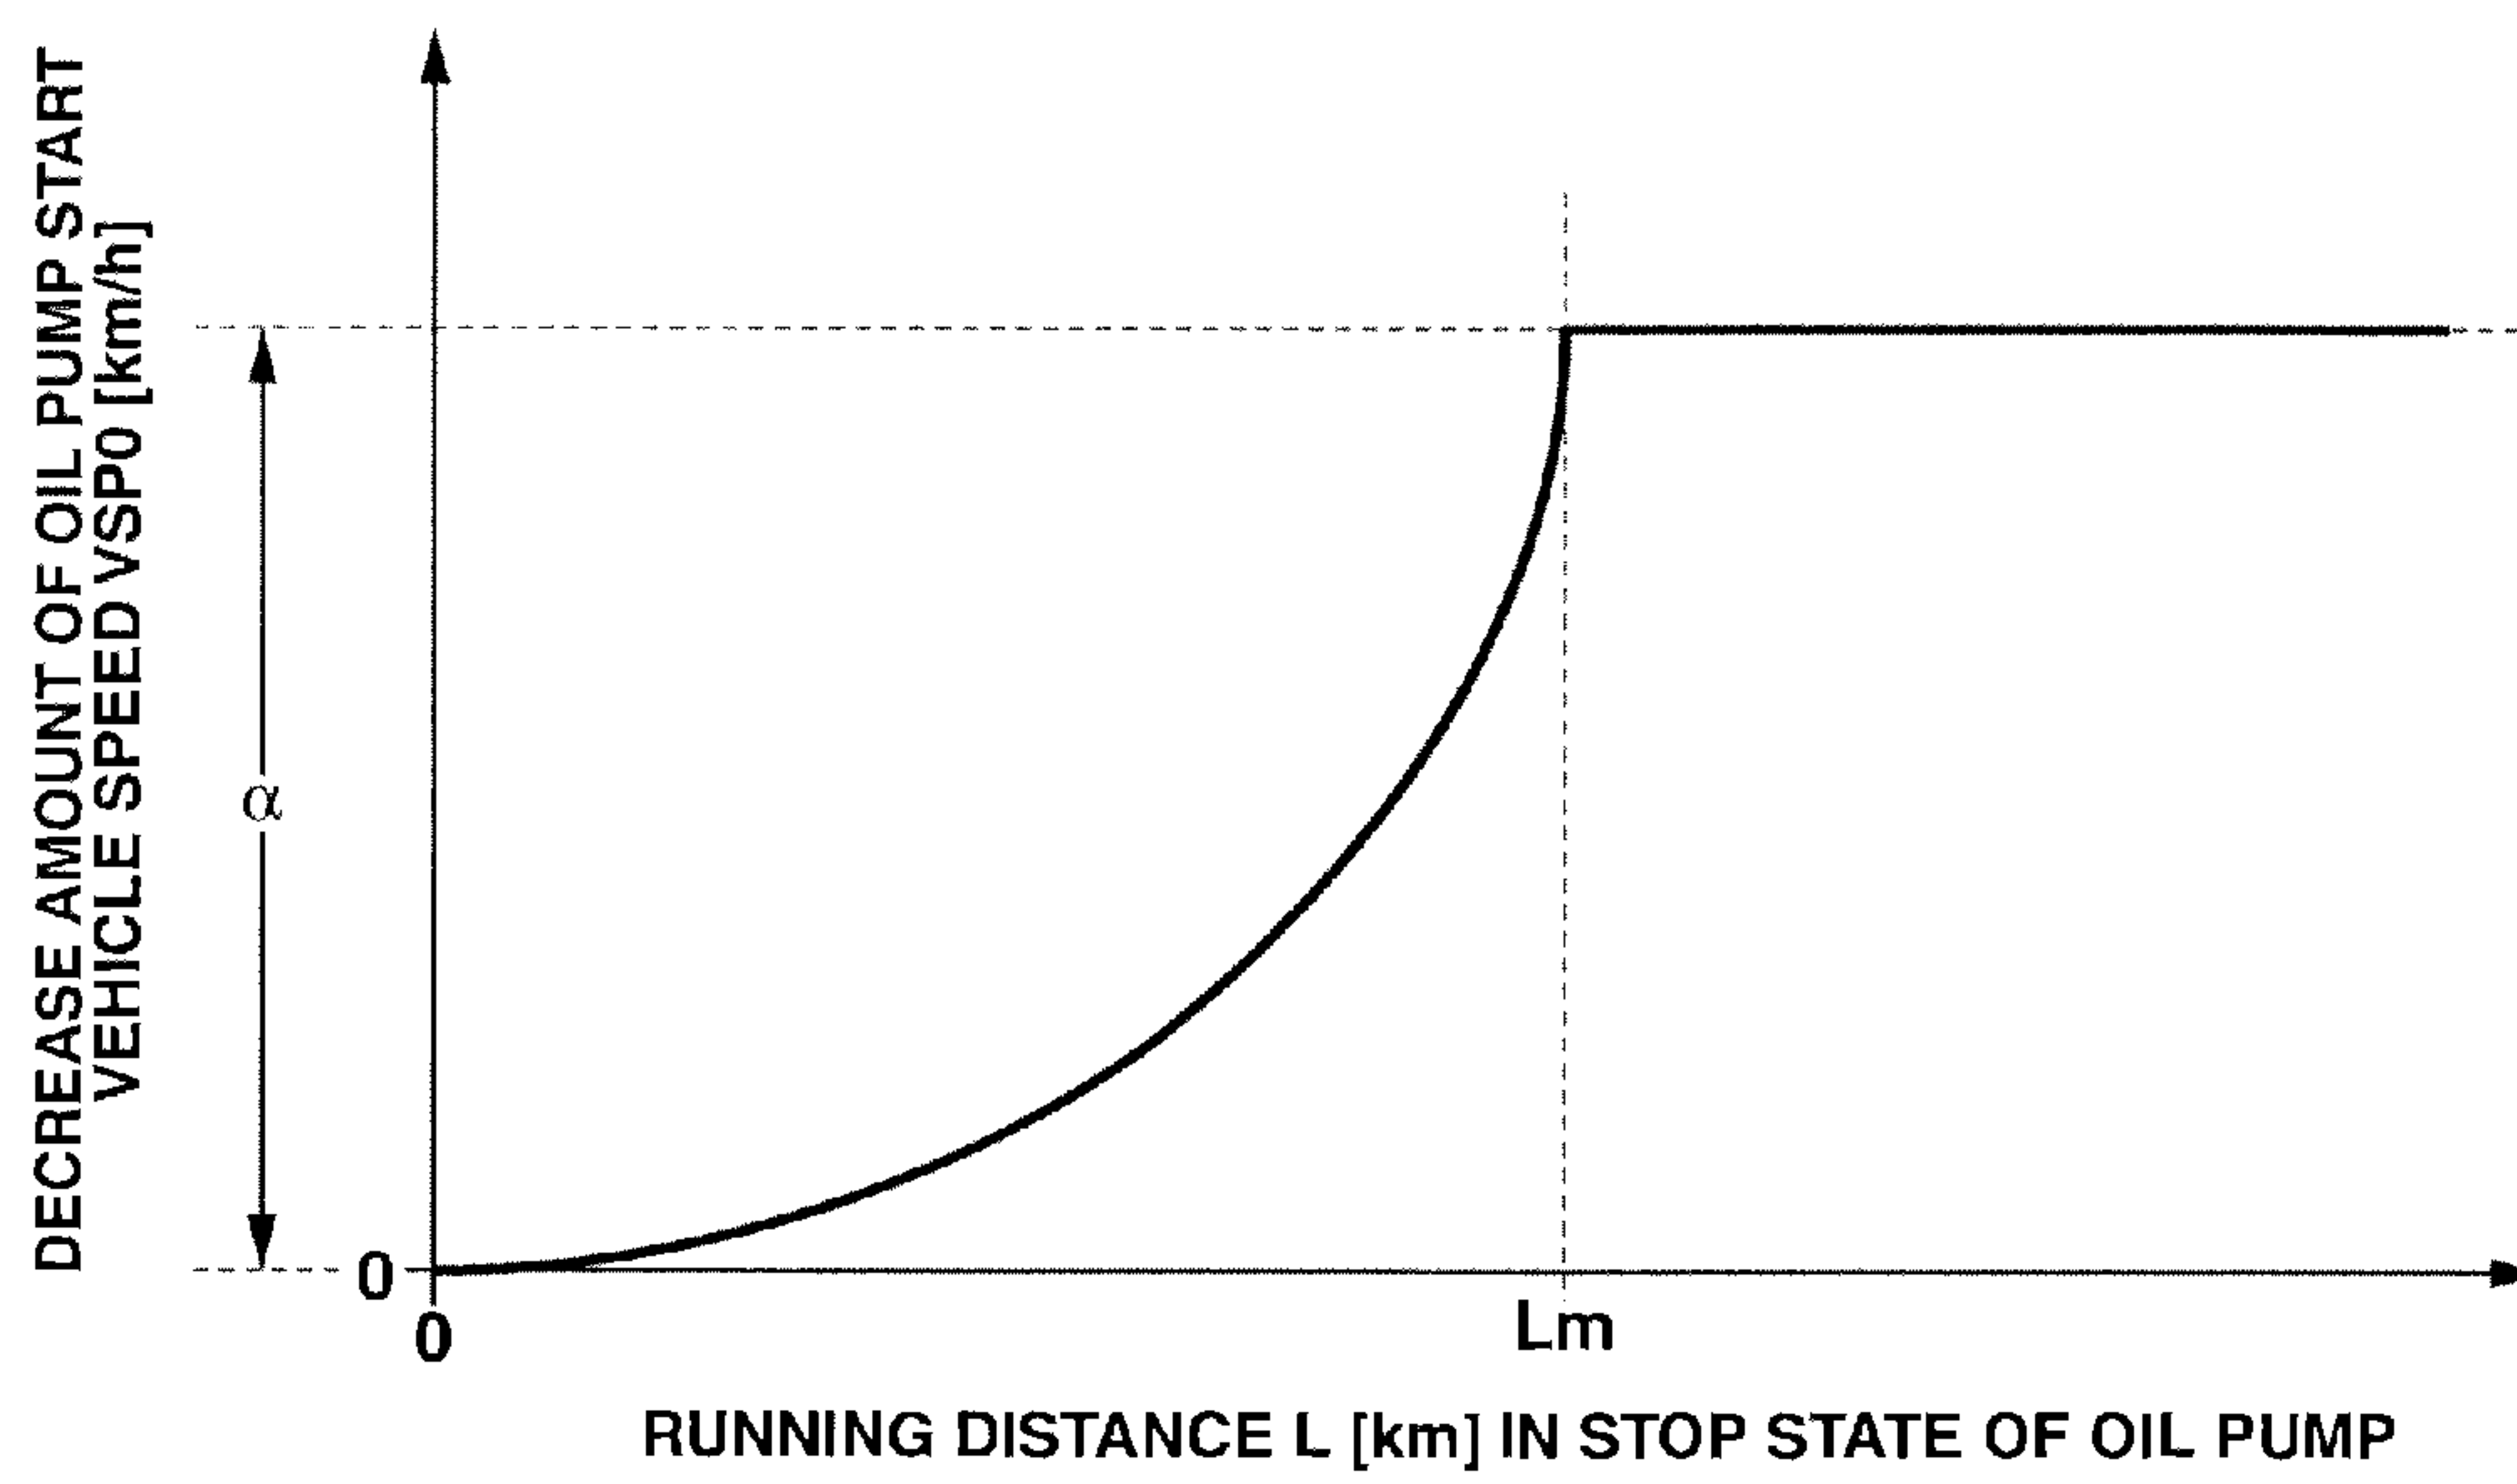 DECREASE AMOUNT OF OIL PUMP START
VEHICLE SPEED VSP0 [km/h]
α
0
0
Lm
RUNNING DISTANCE L [km] IN STOP STATE OF OIL PUMP